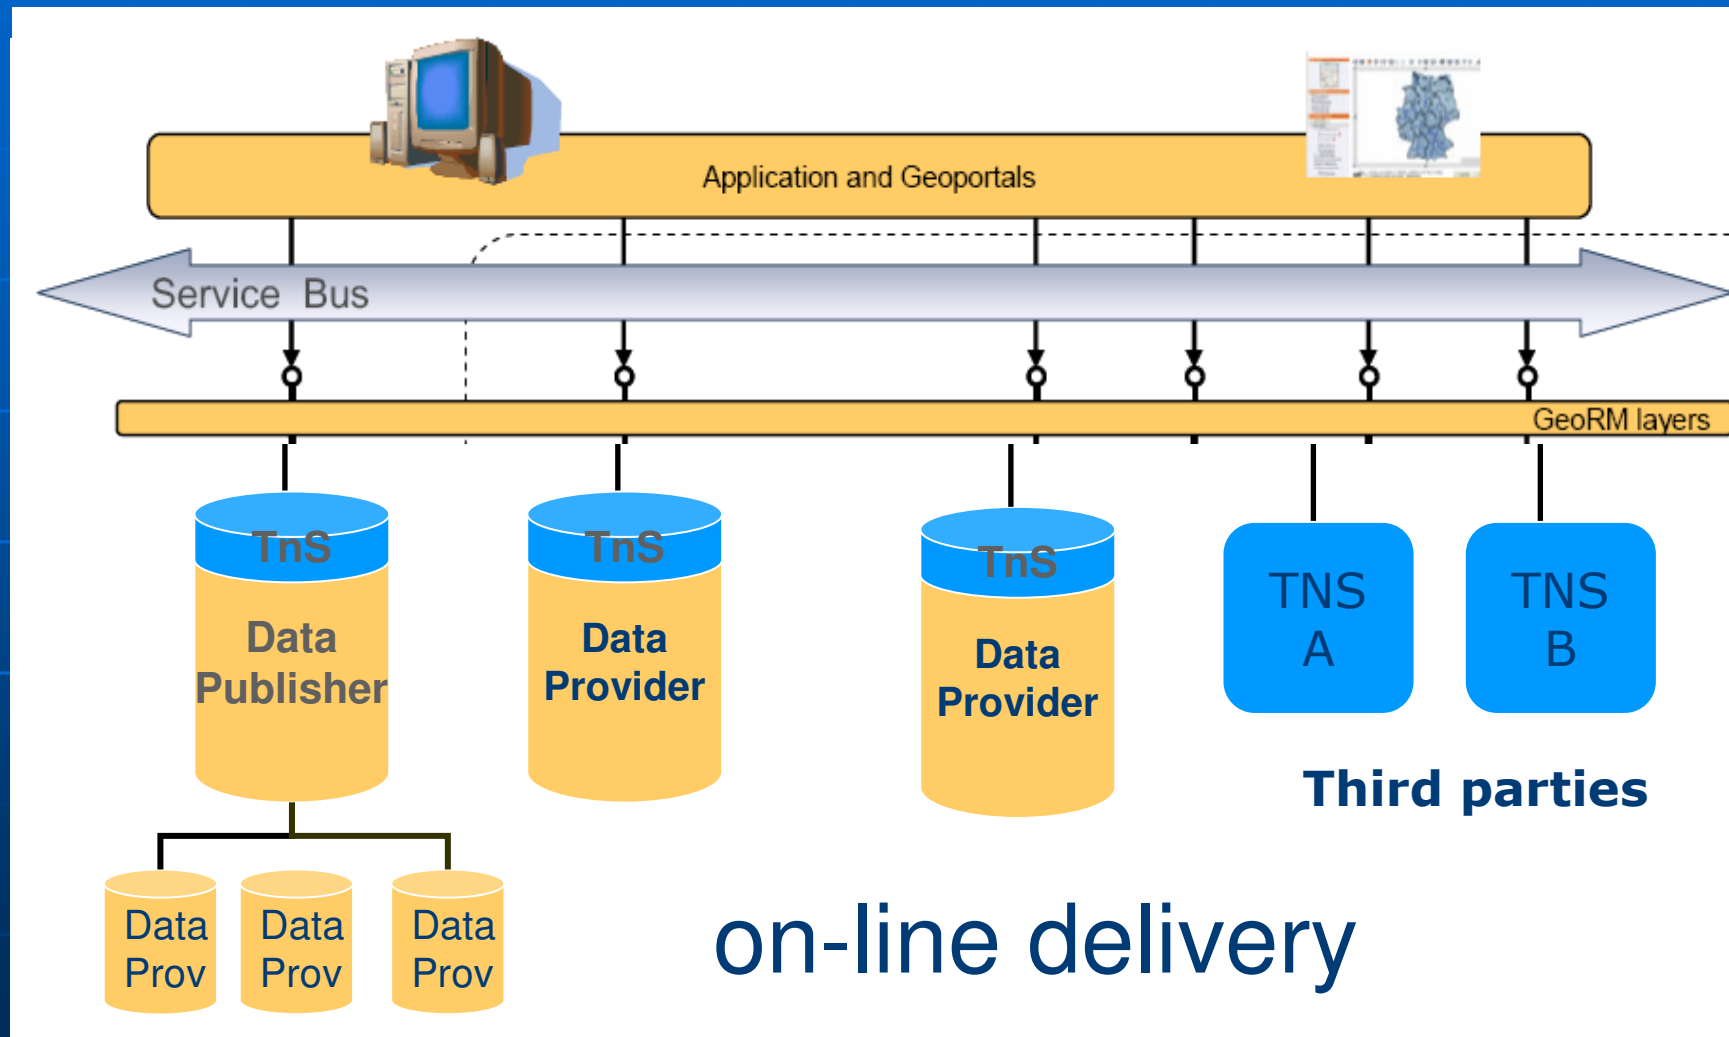 Application and Geoportals
Service Bus
GeoRM layers
TnS
Data
Publisher
TnS
Data
Provider
TnS
Data
Provider
TNS
A
TNS
B
Third parties
Data
Prov
Data
Prov
Data
Prov
on-line delivery